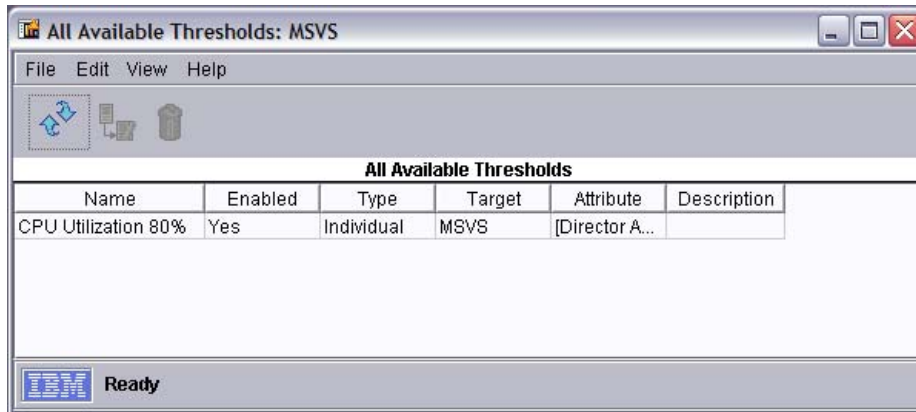 All Available Thresholds: MSVS
File Edit View Help
All Available Thresholds
Name Enabled Type Target Attribute Description
CPU Utilization 80% Yes Individual MSVS [Director A...
IBM Ready